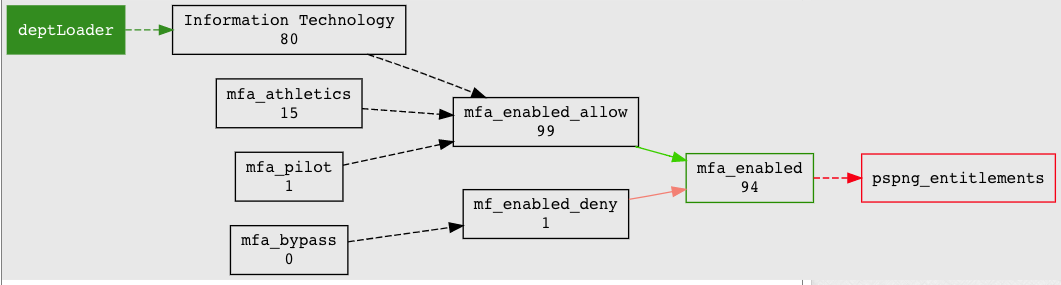 deptLoader
Information Technology
80
mfa_athletics
15
mfa_enabled_allow
99
mfa_pilot
1
mfa_enabled
94
pspng_entitlements
mf_enabled_deny
1
mfa_bypass
0